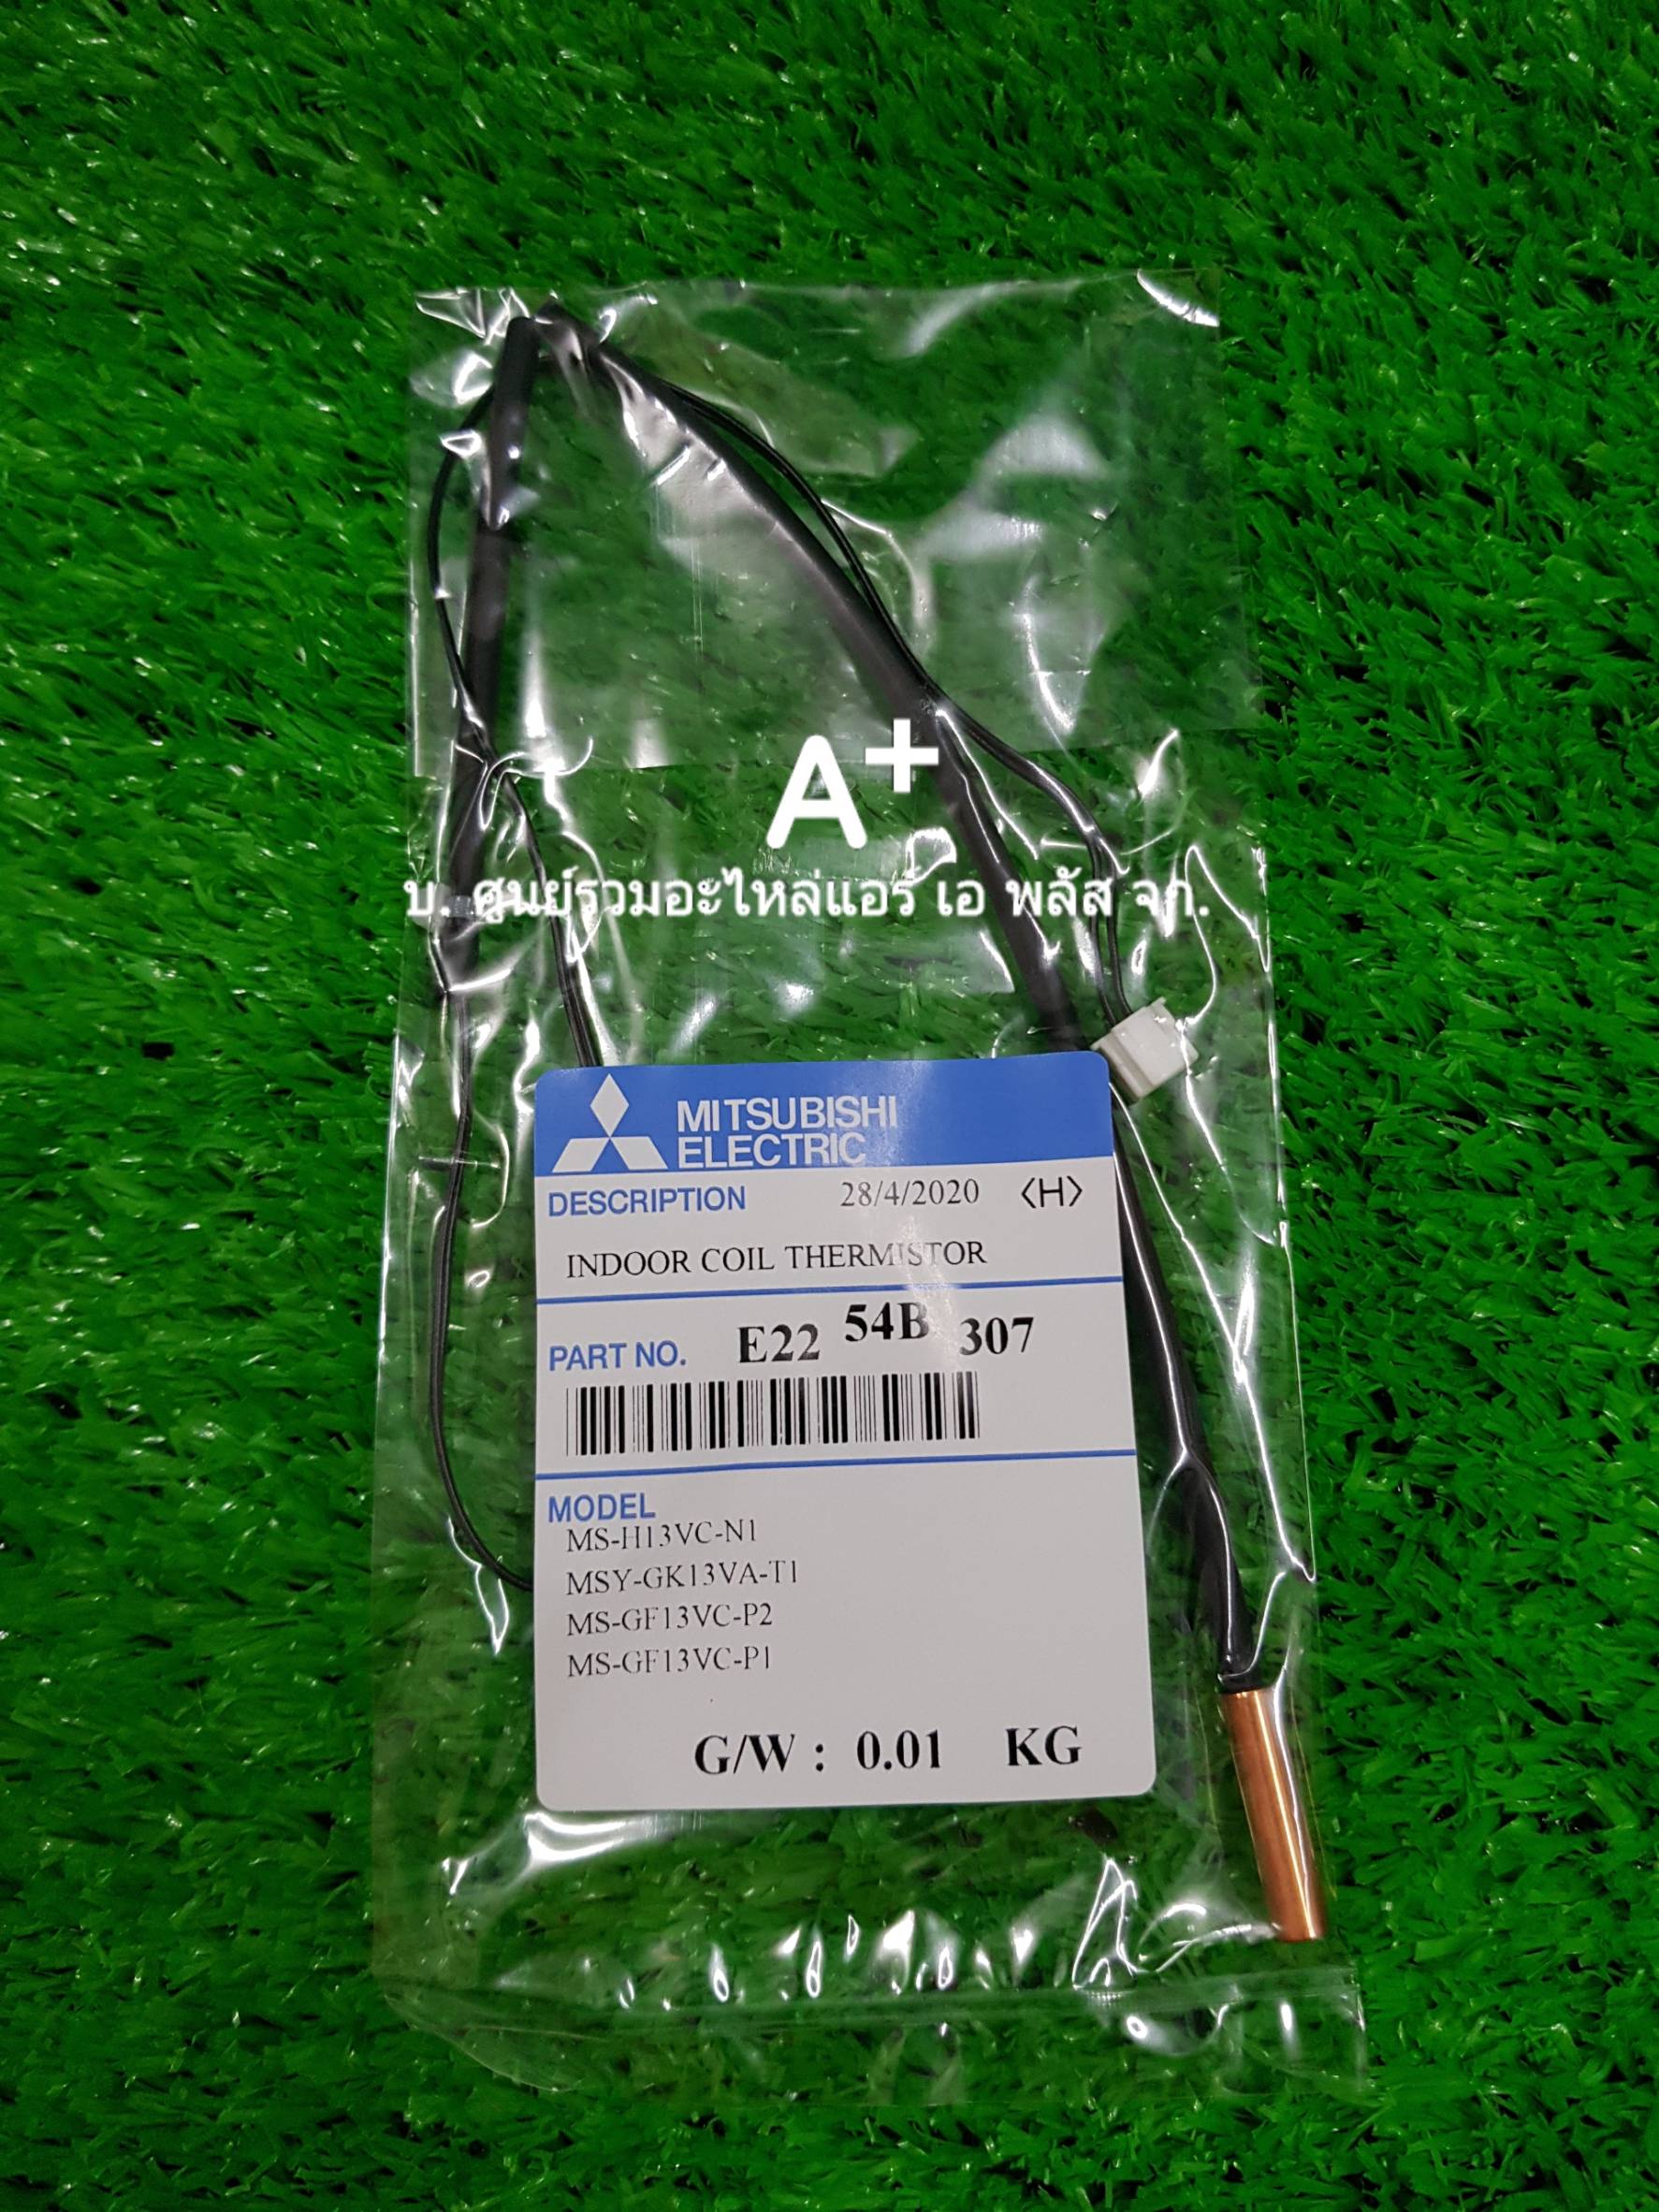 A+
บ. ศูนย์รวมอะไหล่แอร์ เอ พลัส จก.
MITSUBISHI
ELECTRIC
DESCRIPTION 28/4/2020 <H>
INDOOR COIL THERMISTOR
PART NO. E22 54B 307
MODEL
MS-H13VC-N1
MSY-GK13VA-T1
MS-GF13VC-P2
MS-GF13VC-P1
G/W : 0.01 KG